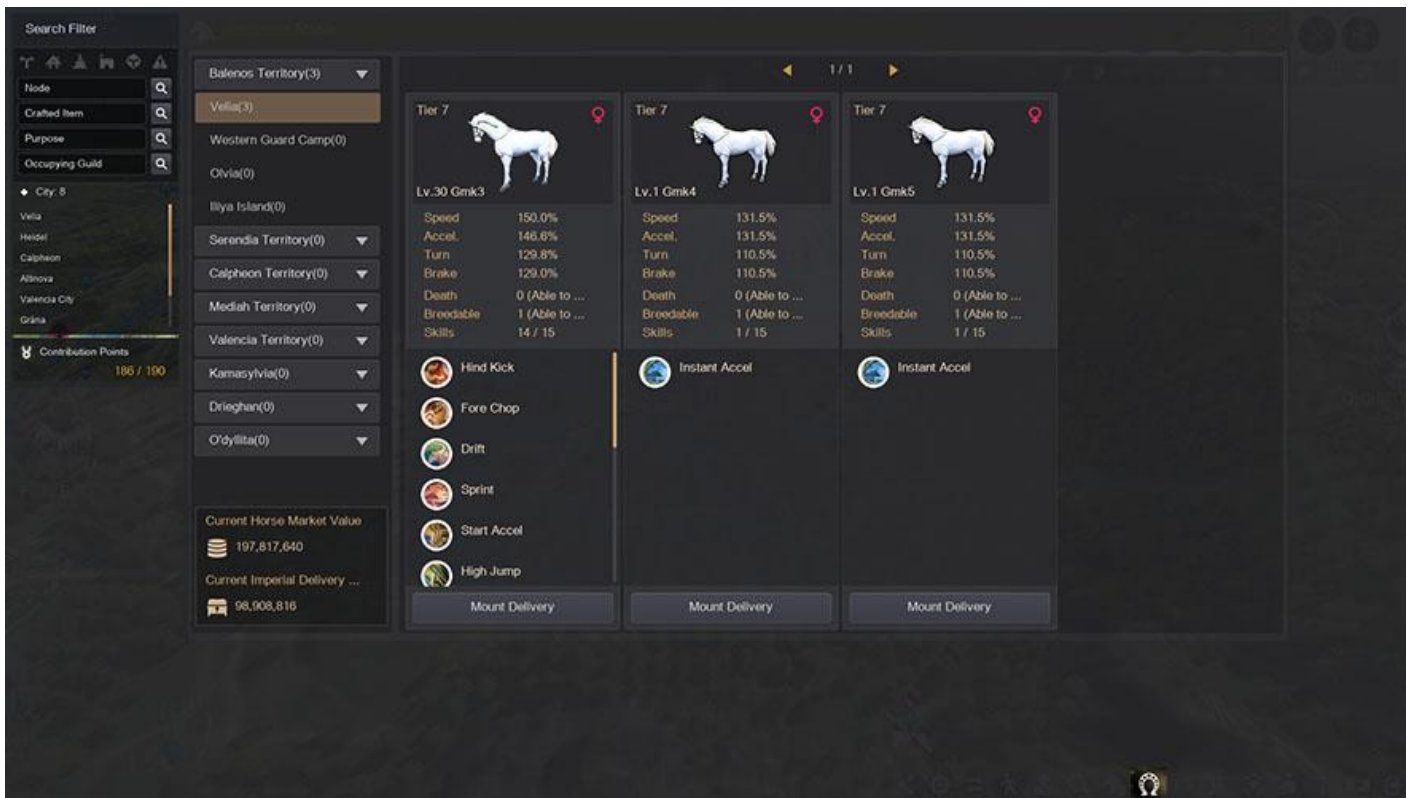 Search Filter
Node
Crafted Item
Purpose
Occupying Guild
City: 8
Velia
Heidel
Calpheon
Altinova
Valencia City
Gràna
Contribution Points
186 / 190
Balenos Territory(3)
Velia(3)
Western Guard Camp(0)
Olvia(0)
Iliya Island(0)
Serendia Territory(0)
Calpheon Territory(0)
Mediah Territory(0)
Valencia Territory(0)
Kamasylvia(0)
Drieghan(0)
O'dyllita(0)
Current Horse Market Value
197,817,640
Current Imperial Delivery ...
98,908,816
1/1
Tier 7
Lv.30 Gmk3
Speed 150.0%
Accel. 146.6%
Turn 129.8%
Brake 129.0%
Death 0 (Able to ...
Breedable 1 (Able to ...
Skills 14 / 15
Hind Kick
Fore Chop
Drift
Sprint
Start Accel
High Jump
Mount Delivery
Tier 7
Lv.1 Gmk4
Speed 131.5%
Accel. 131.5%
Turn 110.5%
Brake 110.5%
Death 0 (Able to ...
Breedable 1 (Able to ...
Skills 1 / 15
Instant Accel
Mount Delivery
Tier 7
Lv.1 Gmk5
Speed 131.5%
Accel. 131.5%
Turn 110.5%
Brake 110.5%
Death 0 (Able to ...
Breedable 1 (Able to ...
Skills 1 / 15
Instant Accel
Mount Delivery